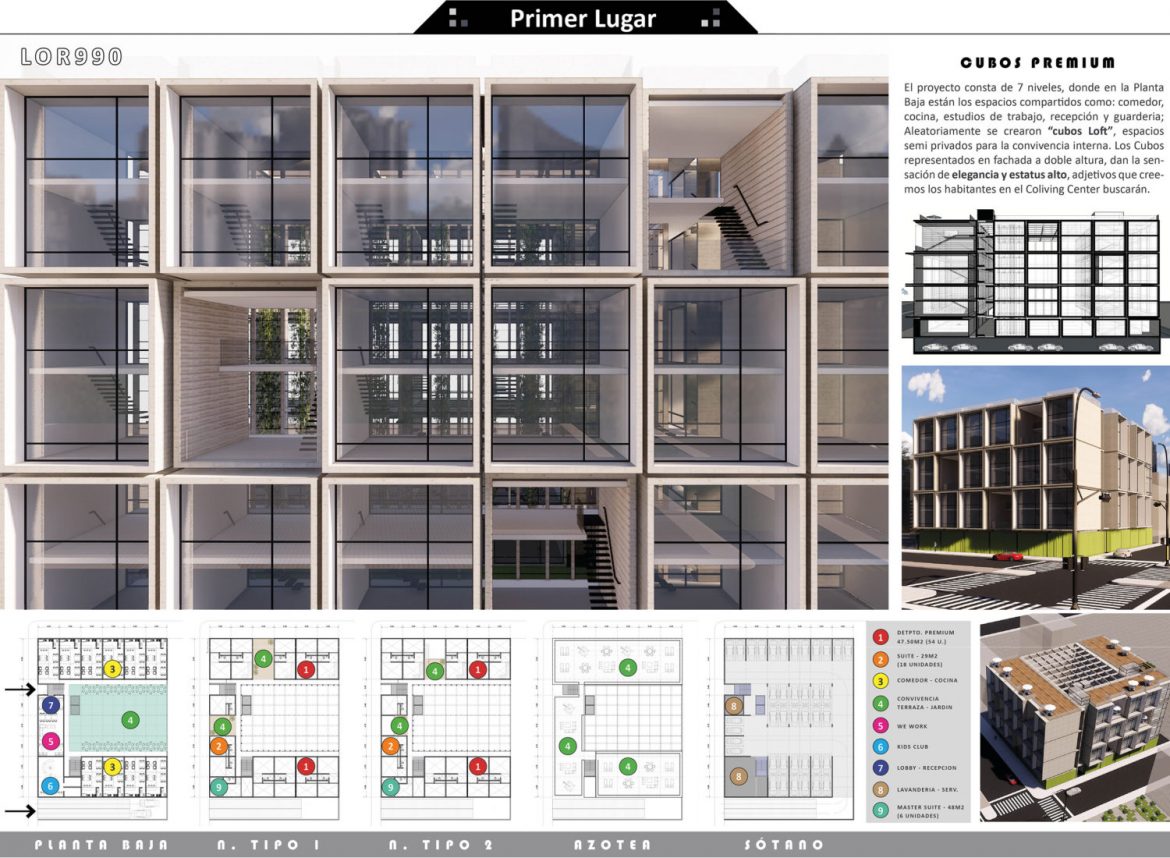 Primer Lugar
LOR990
CUBOS PREMIUM
El proyecto consta de 7 niveles, donde en la Planta
Baja están los espacios compartidos como: comedor,
cocina, estudios de trabajo, recepción y guarderia;
Aleatoriamente se crearon “cubos Loft”, espacios
semi privados para la convivencia interna. Los Cubos
representados en fachada a doble altura, dan la sen-
sación de elegancia y estatus alto, adjetivos que cree-
mos los habitantes en el Coliving Center buscarán.
3
7
4
5
3
6
4
1
4
2
1
9
4
1
4
2
1
9
4
4
4
8
8
1 DETPTO. PREMIUM
47.50M2 (54 U.)
2 SUITE - 29M2
(18 UNIDADES)
3 COMEDOR - COCINA
4 CONVIVENCIA
TERRAZA - JARDIN
5 WE WORK
6 KIDS CLUB
7 LOBBY - RECEPCION
8 LAVANDERIA - SERV.
9 MASTER SUITE - 48M2
(6 UNIDADES)
PLANTA BAJA
N. TIPO 1
N. TIPO 2
AZOTEA
SÓTANO